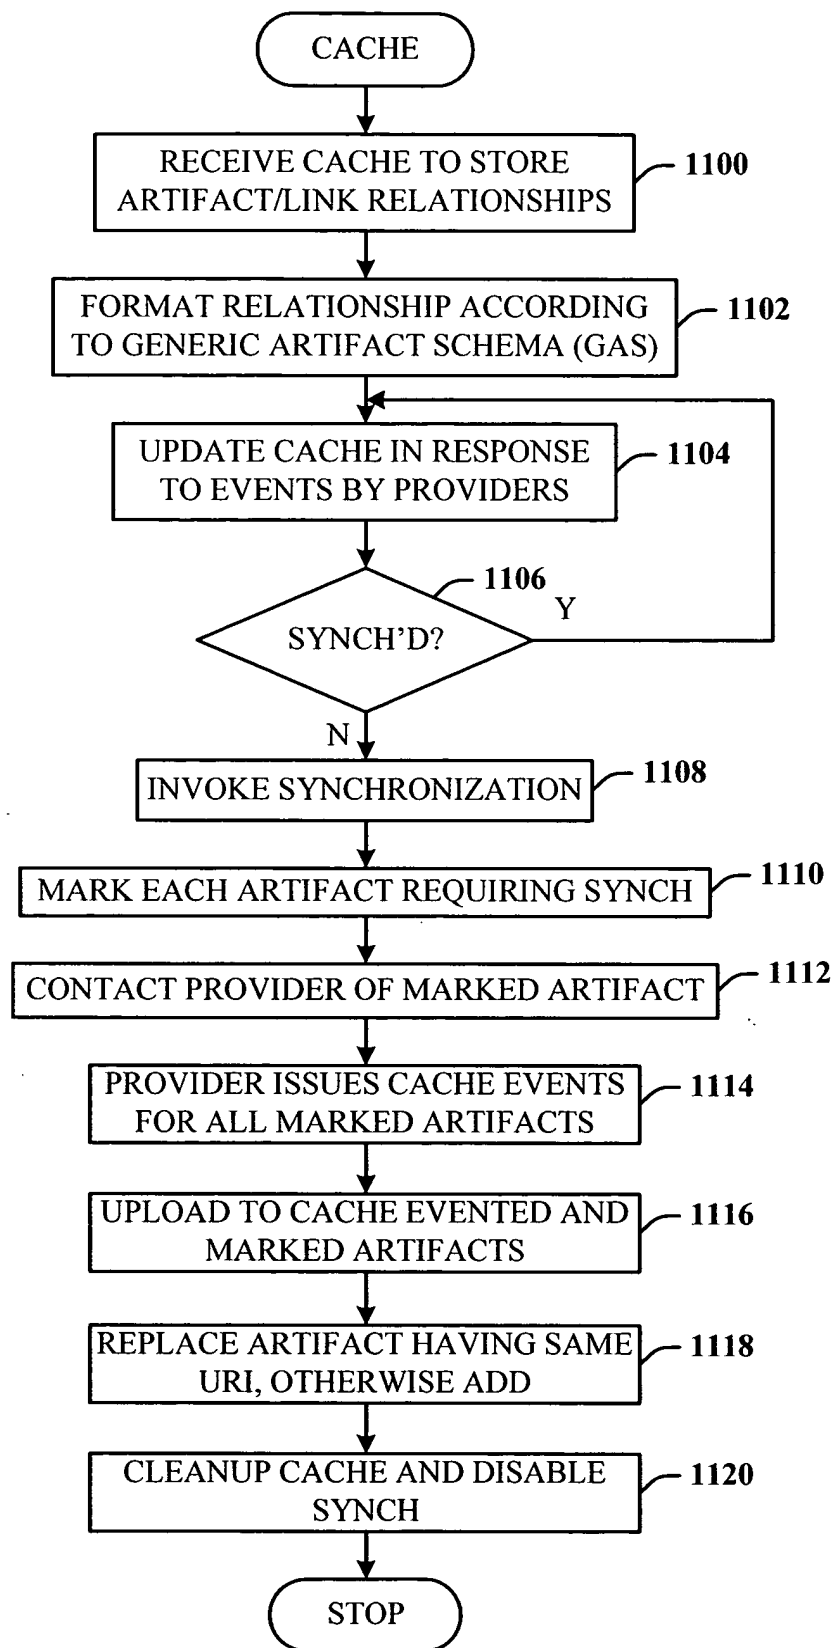 CACHE
RECEIVE CACHE TO STORE
ARTIFACT/LINK RELATIONSHIPS
1100
FORMAT RELATIONSHIP ACCORDING
TO GENERIC ARTIFACT SCHEMA (GAS)
1102
UPDATE CACHE IN RESPONSE
TO EVENTS BY PROVIDERS
1104
1106
SYNCH'D?
Y
N
INVOKE SYNCHRONIZATION
1108
MARK EACH ARTIFACT REQUIRING SYNCH
1110
CONTACT PROVIDER OF MARKED ARTIFACT
1112
PROVIDER ISSUES CACHE EVENTS
FOR ALL MARKED ARTIFACTS
1114
UPLOAD TO CACHE EVENTED AND
MARKED ARTIFACTS
1116
REPLACE ARTIFACT HAVING SAME
URI, OTHERWISE ADD
1118
CLEANUP CACHE AND DISABLE
SYNCH
1120
STOP